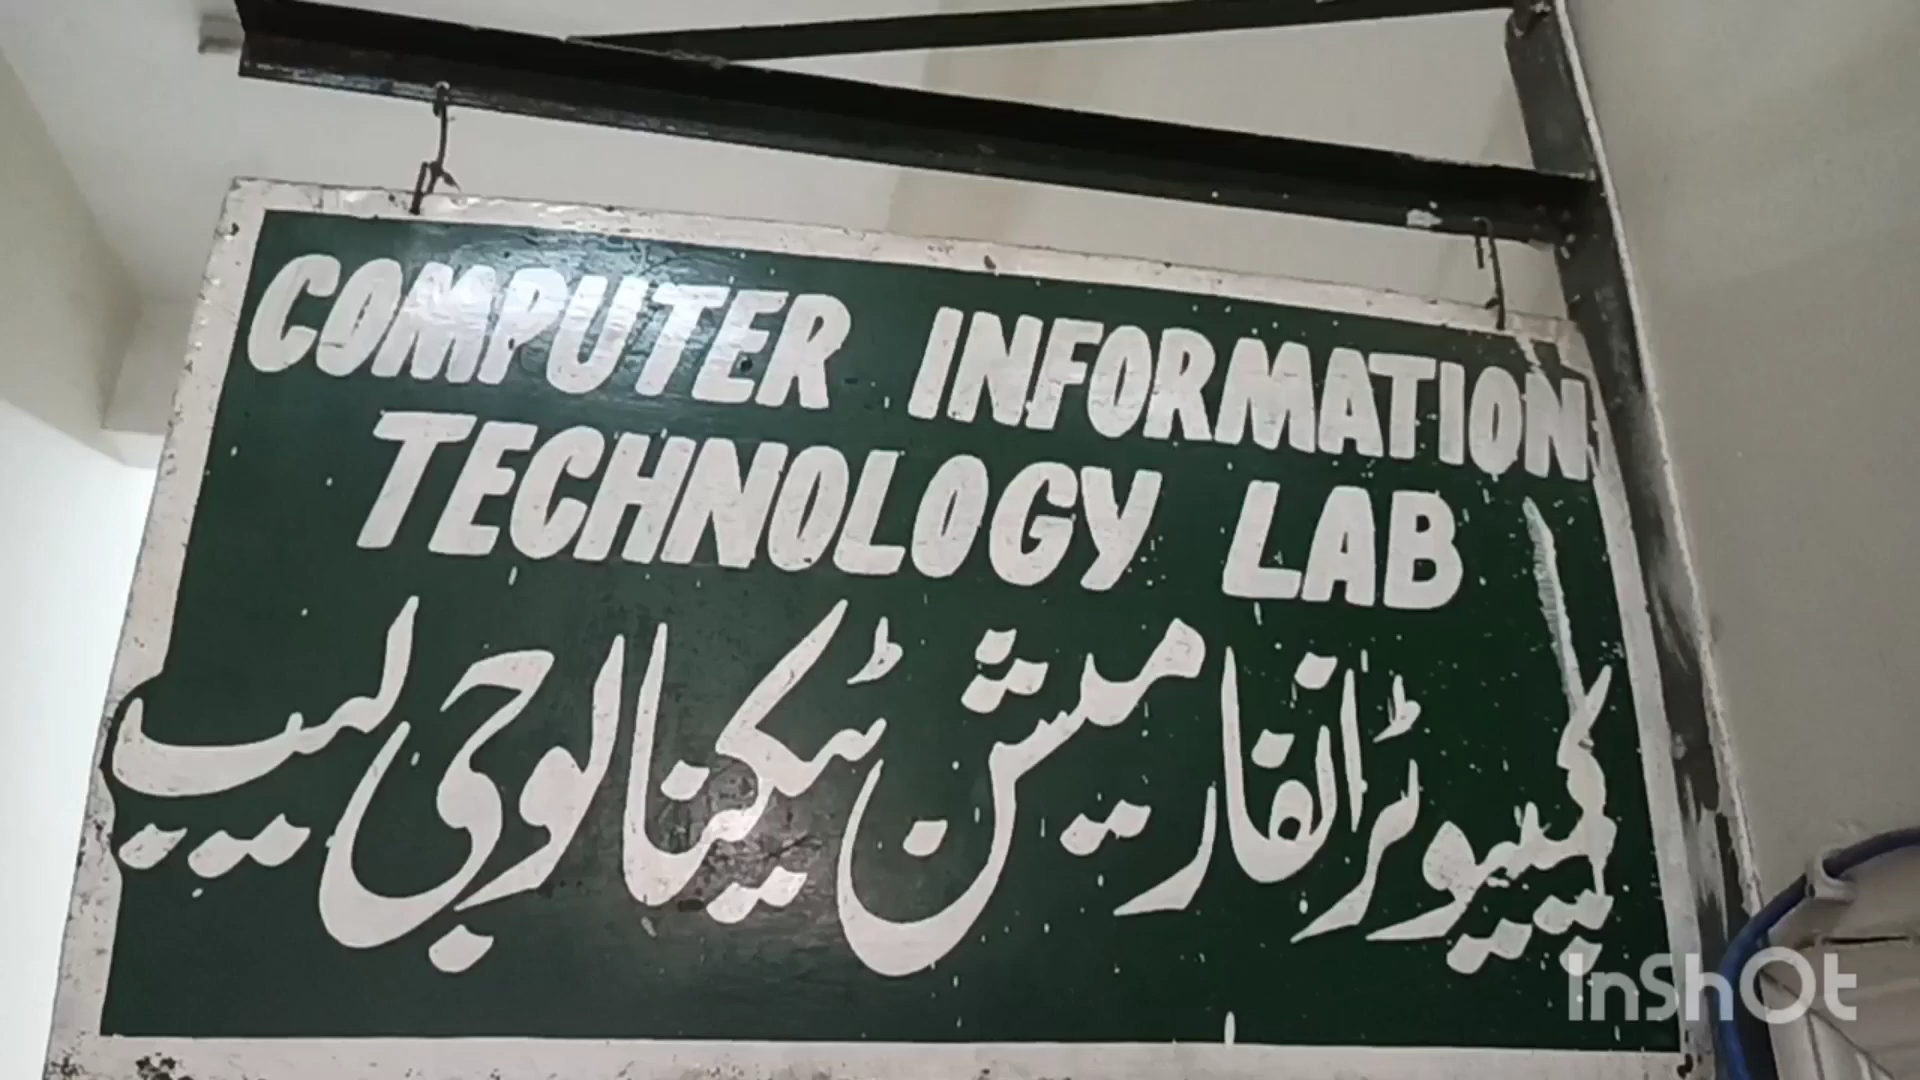 COMPUTER INFORMATION
TECHNOLOGY LAB
کمپیوٹر انفارمیشن ٹیکنالوجی لیب
InShOt